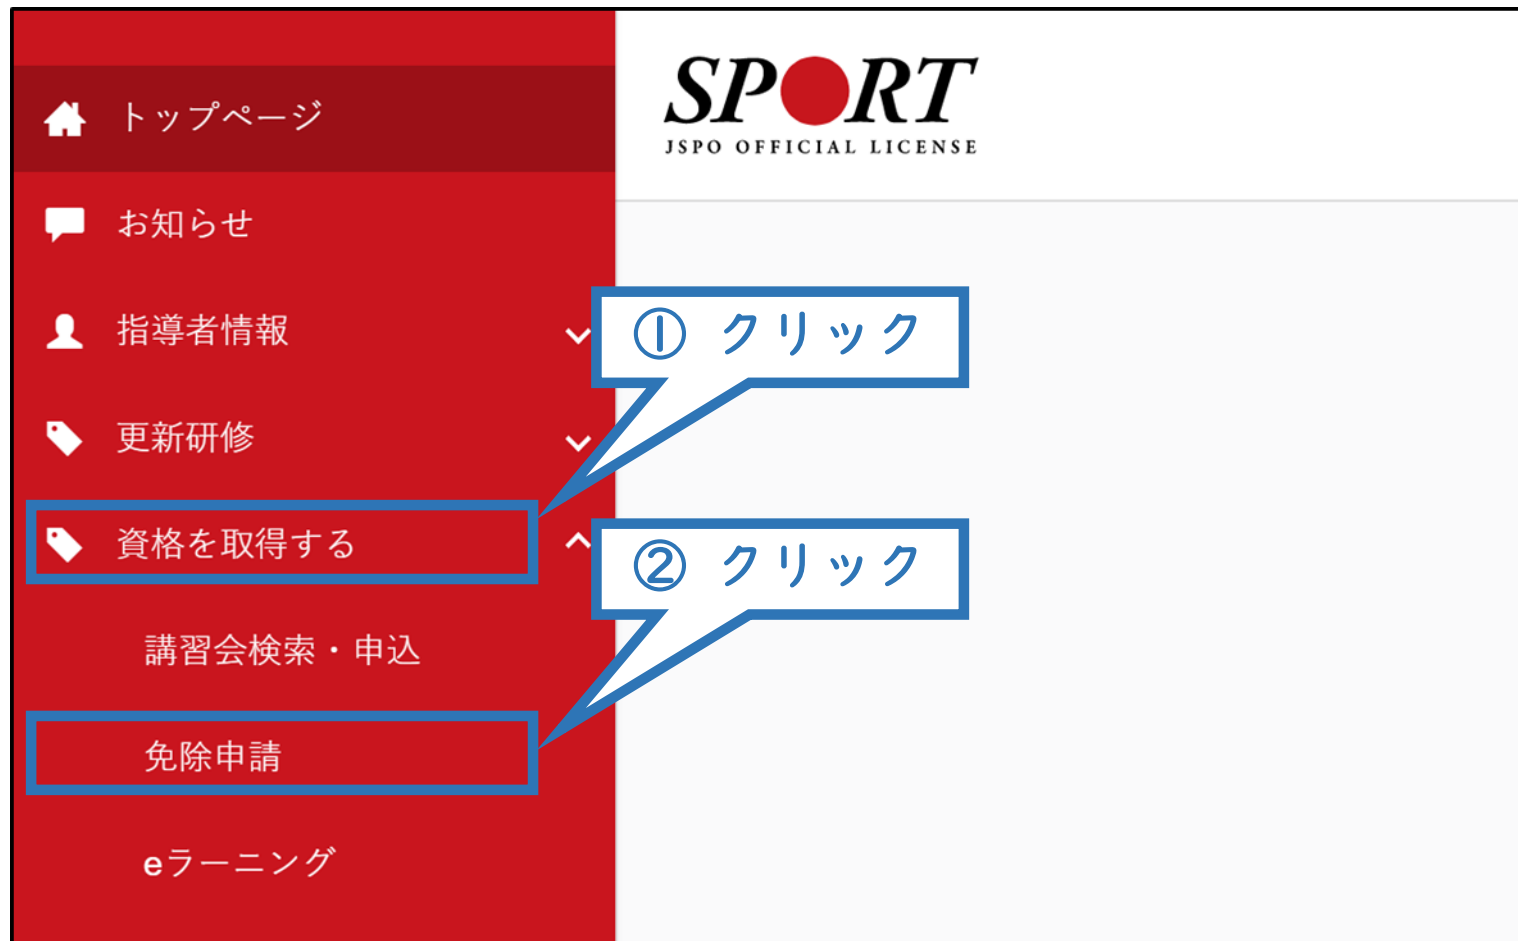 トップページ
SPORT
JSPO OFFICIAL LICENSE
お知らせ
指導者情報
① クリック
更新研修
資格を取得する
② クリック
講習会検索・申込
免除申請
eラーニング